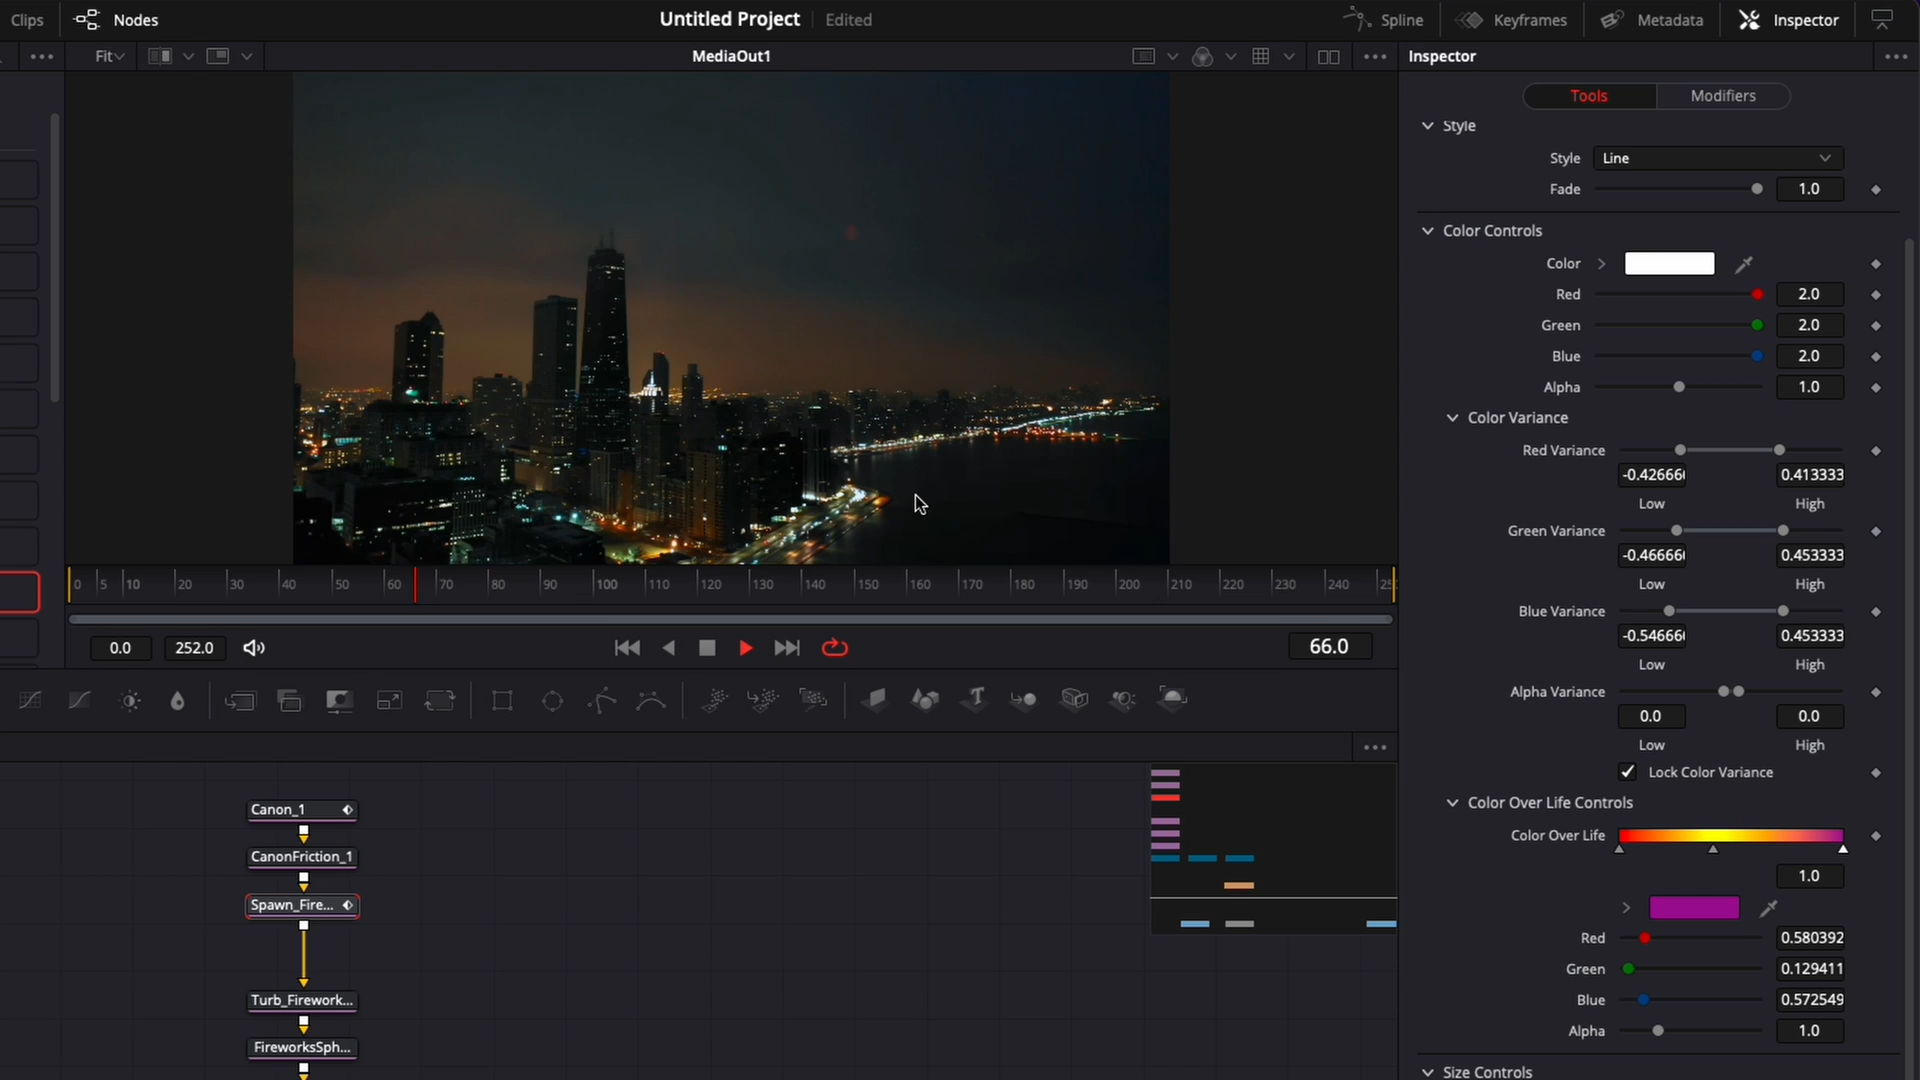 Clips
Nodes
Untitled Project
Edited
Spline
Keyframes
Metadata
Inspector
Fit
MediaOut1
Inspector
Tools
Modifiers
Style
Style
Line
Fade
1.0
Color Controls
Color
Red
2.0
Green
2.0
Blue
2.0
Alpha
1.0
Color Variance
Red Variance
-0.42666
0.413333
Low
High
Green Variance
-0.46666
0.453333
Low
High
Blue Variance
-0.54666
0.453333
Low
High
Alpha Variance
0.0
0.0
Low
High
Lock Color Variance
Color Over Life Controls
Color Over Life
1.0
Red
0.580392
Green
0.129411
Blue
0.572549
Alpha
1.0
Size Controls
0 5 10 20 30 40 50 60 70 80 90 100 110 120 130 140 150 160 170 180 190 200 210 220 230 240 25
0.0
252.0
66.0
Canon_1
CanonFriction_1
Spawn_Fire...
Turb_Firework...
FireworksSph...